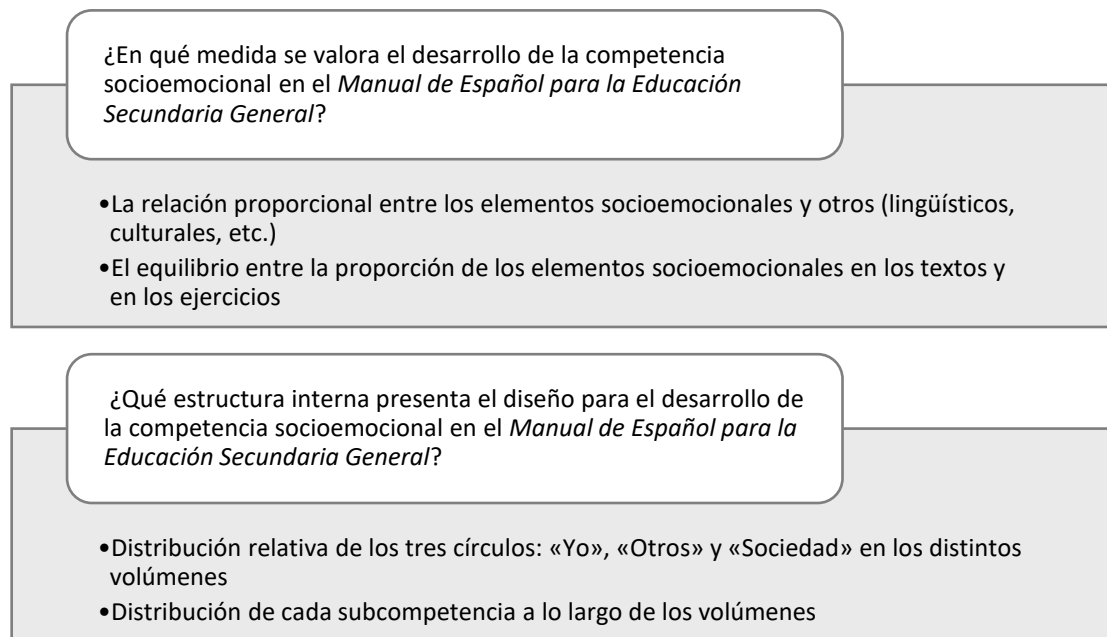 ¿En qué medida se valora el desarrollo de la competencia
socioemocional en el Manual de Español para la Educación
Secundaria General?
•La relación proporcional entre los elementos socioemocionales y otros (lingüísticos,
culturales, etc.)
•El equilibrio entre la proporción de los elementos socioemocionales en los textos y
en los ejercicios
¿Qué estructura interna presenta el diseño para el desarrollo de
la competencia socioemocional en el Manual de Español para la
Educación Secundaria General?
•Distribución relativa de los tres círculos: «Yo», «Otros» y «Sociedad» en los distintos
volúmenes
•Distribución de cada subcompetencia a lo largo de los volúmenes